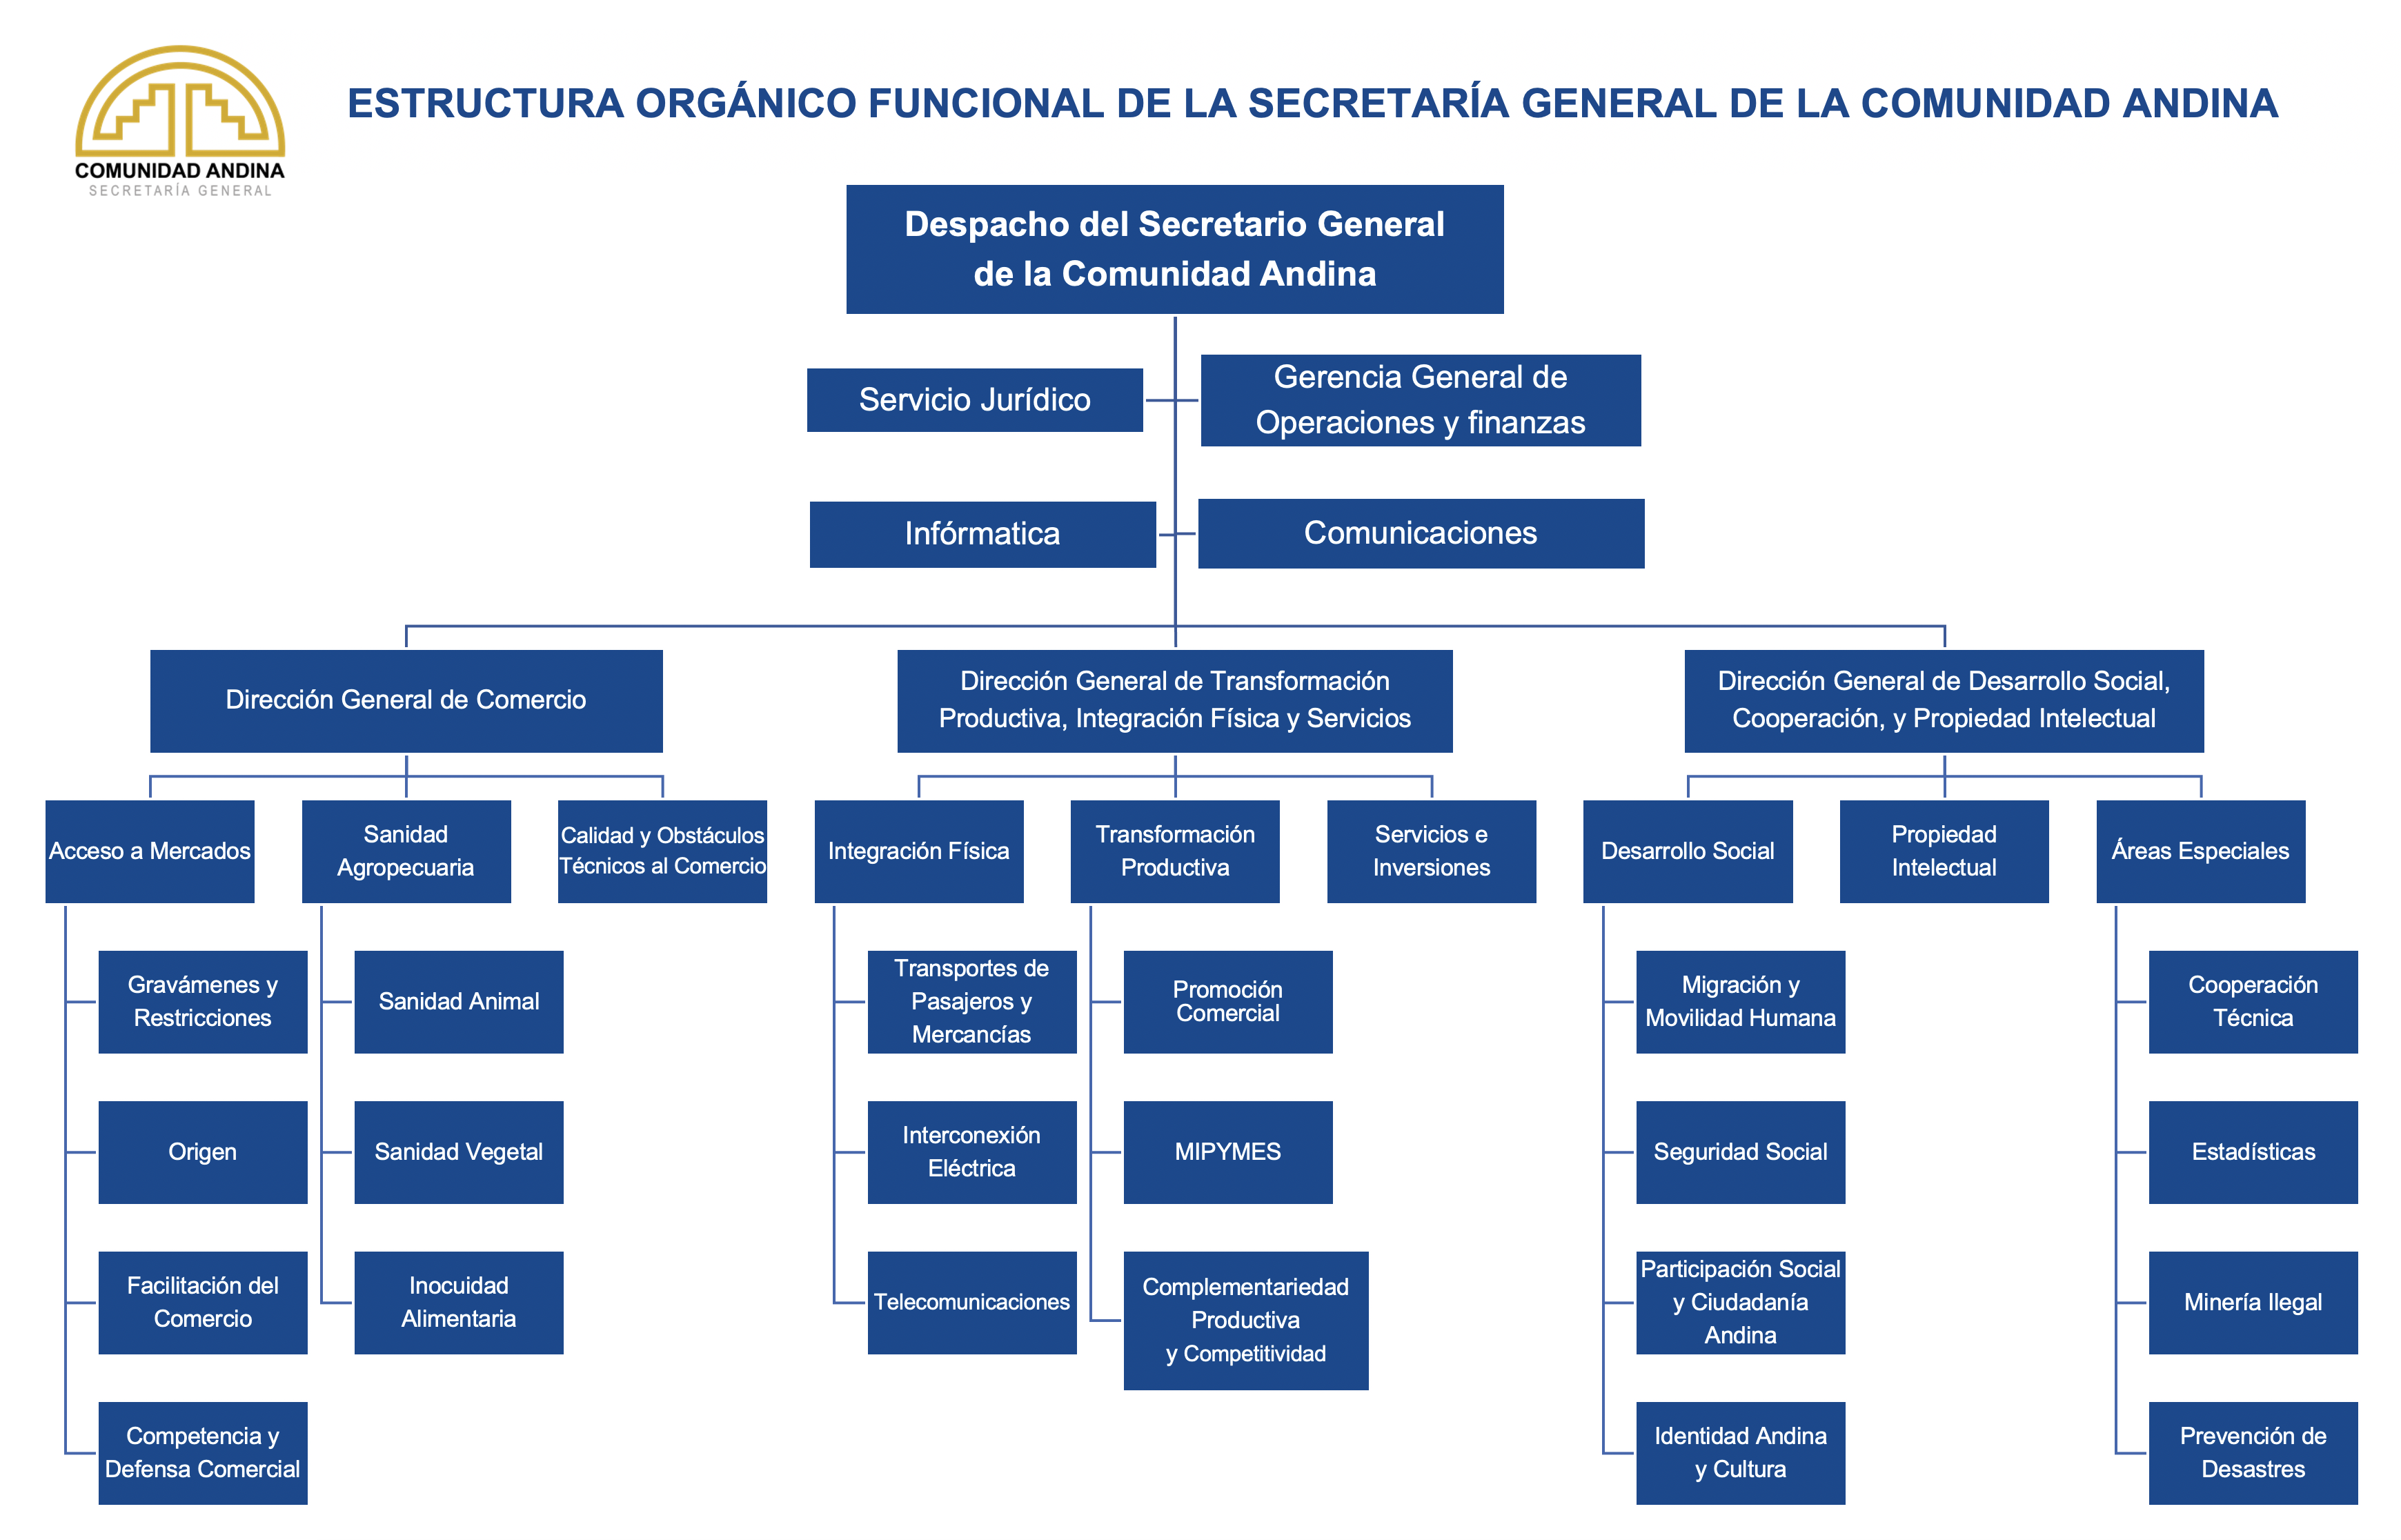 COMUNIDAD ANDINA
SECRETARÍA GENERAL
ESTRUCTURA ORGÁNICO FUNCIONAL DE LA SECRETARÍA GENERAL DE LA COMUNIDAD ANDINA
Despacho del Secretario General
de la Comunidad Andina
Servicio Jurídico
Gerencia General de
Operaciones y finanzas
Infórmatica
Comunicaciones
Dirección General de Comercio
Dirección General de Transformación
Productiva, Integración Física y Servicios
Dirección General de Desarrollo Social,
Cooperación, y Propiedad Intelectual
Acceso a Mercados
Sanidad
Agropecuaria
Calidad y Obstáculos
Técnicos al Comercio
Integración Física
Transformación
Productiva
Servicios e
Inversiones
Desarrollo Social
Propiedad
Intelectual
Áreas Especiales
Gravámenes y
Restricciones
Sanidad Animal
Transportes de
Pasajeros y
Mercancías
Promoción
Comercial
Migración y
Movilidad Humana
Cooperación
Técnica
Origen
Sanidad Vegetal
Interconexión
Eléctrica
MIPYMES
Seguridad Social
Estadísticas
Facilitación del
Comercio
Inocuidad
Alimentaria
Telecomunicaciones
Complementariedad
Productiva
y Competitividad
Participación Social
y Ciudadanía
Andina
Minería Ilegal
Competencia y
Defensa Comercial
Identidad Andina
y Cultura
Prevención de
Desastres